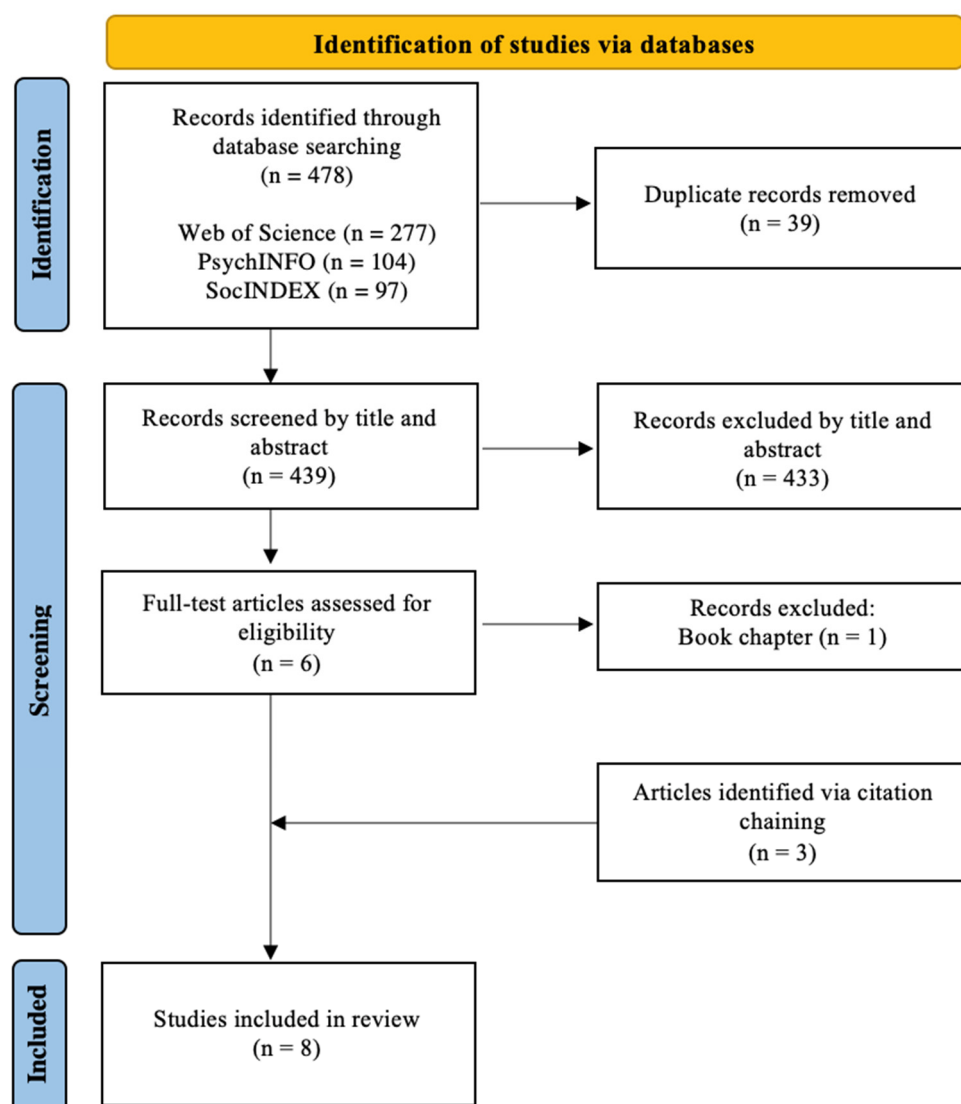 Identification of studies via databases
Identification
Records identified through
database searching
(n = 478)
Web of Science (n = 277)
PsychINFO (n = 104)
SocINDEX (n = 97)
Duplicate records removed
(n = 39)
Screening
Records screened by title and
abstract
(n = 439)
Records excluded by title and
abstract
(n = 433)
Full-test articles assessed for
eligibility
(n = 6)
Records excluded:
Book chapter (n = 1)
Articles identified via citation
chaining
(n = 3)
Included
Studies included in review
(n = 8)